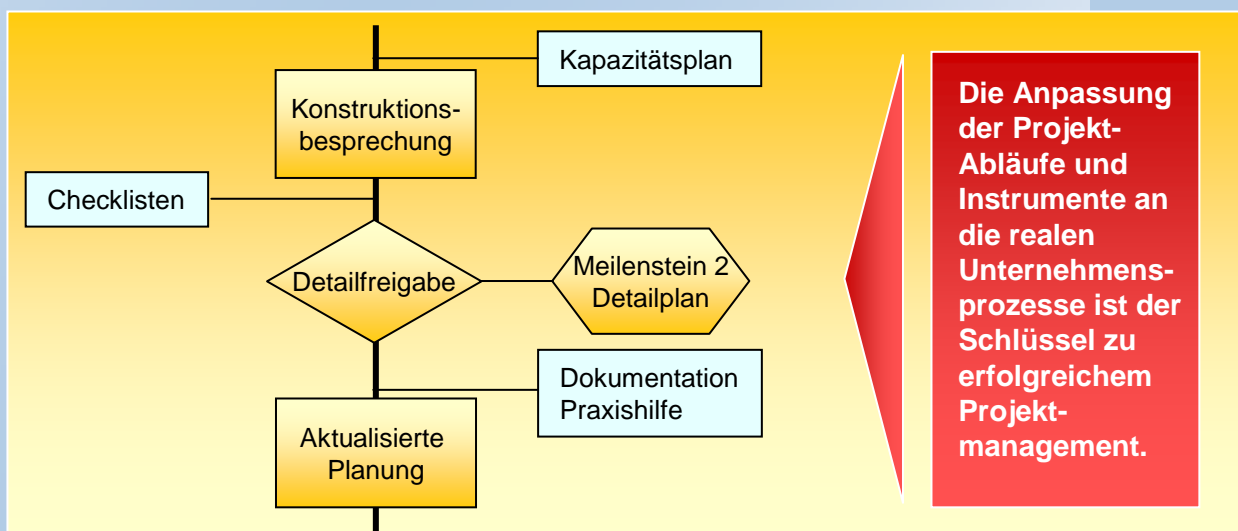 Kapazitätsplan
Konstruktions-
besprechung
Checklisten
Detailfreigabe
Meilenstein 2
Detailplan
Dokumentation
Praxishilfe
Aktualisierte
Planung
Die Anpassung
der Projekt-
Abläufe und
Instrumente an
die realen
Unternehmens-
prozesse ist der
Schlüssel zu
erfolgreichem
Projekt-
management.